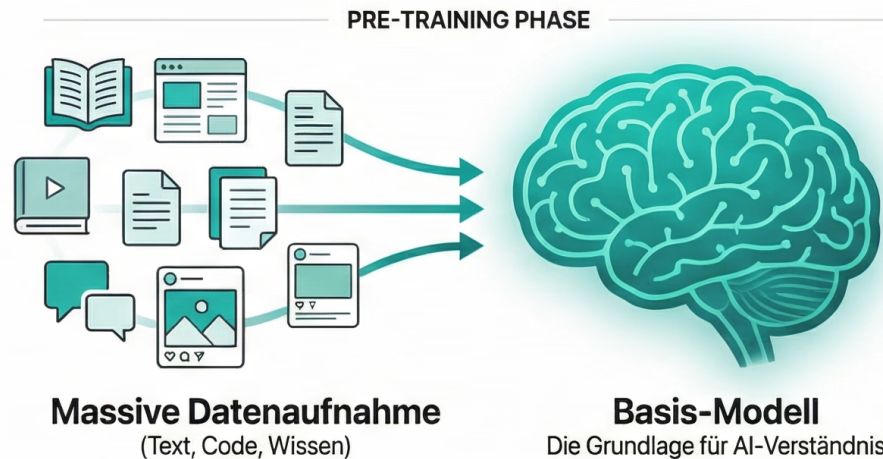 PRE-TRAINING PHASE
Massive Datenaufnahme
(Text, Code, Wissen)
Basis-Modell
Die Grundlage für AI-Verständnis